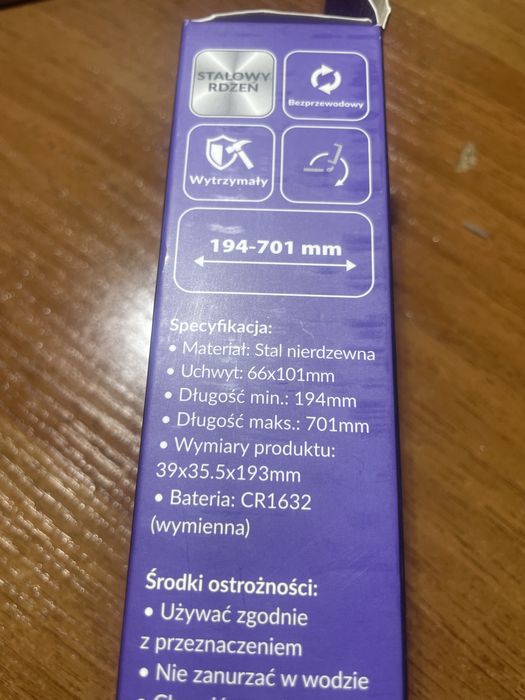 STALOWY
RDZEŃ
Bezprzewodowy
Wytrzymały
194-701 mm
Specyfikacja:
• Materiał: Stal nierdzewna
• Uchwyt: 66x101mm
• Długość min.: 194mm
• Długość maks.: 701mm
• Wymiary produktu:
39x35.5x193mm
• Bateria: CR1632
(wymienna)
Środki ostrożności:
• Używać zgodnie
z przeznaczeniem
• Nie zanurzać w wodzie